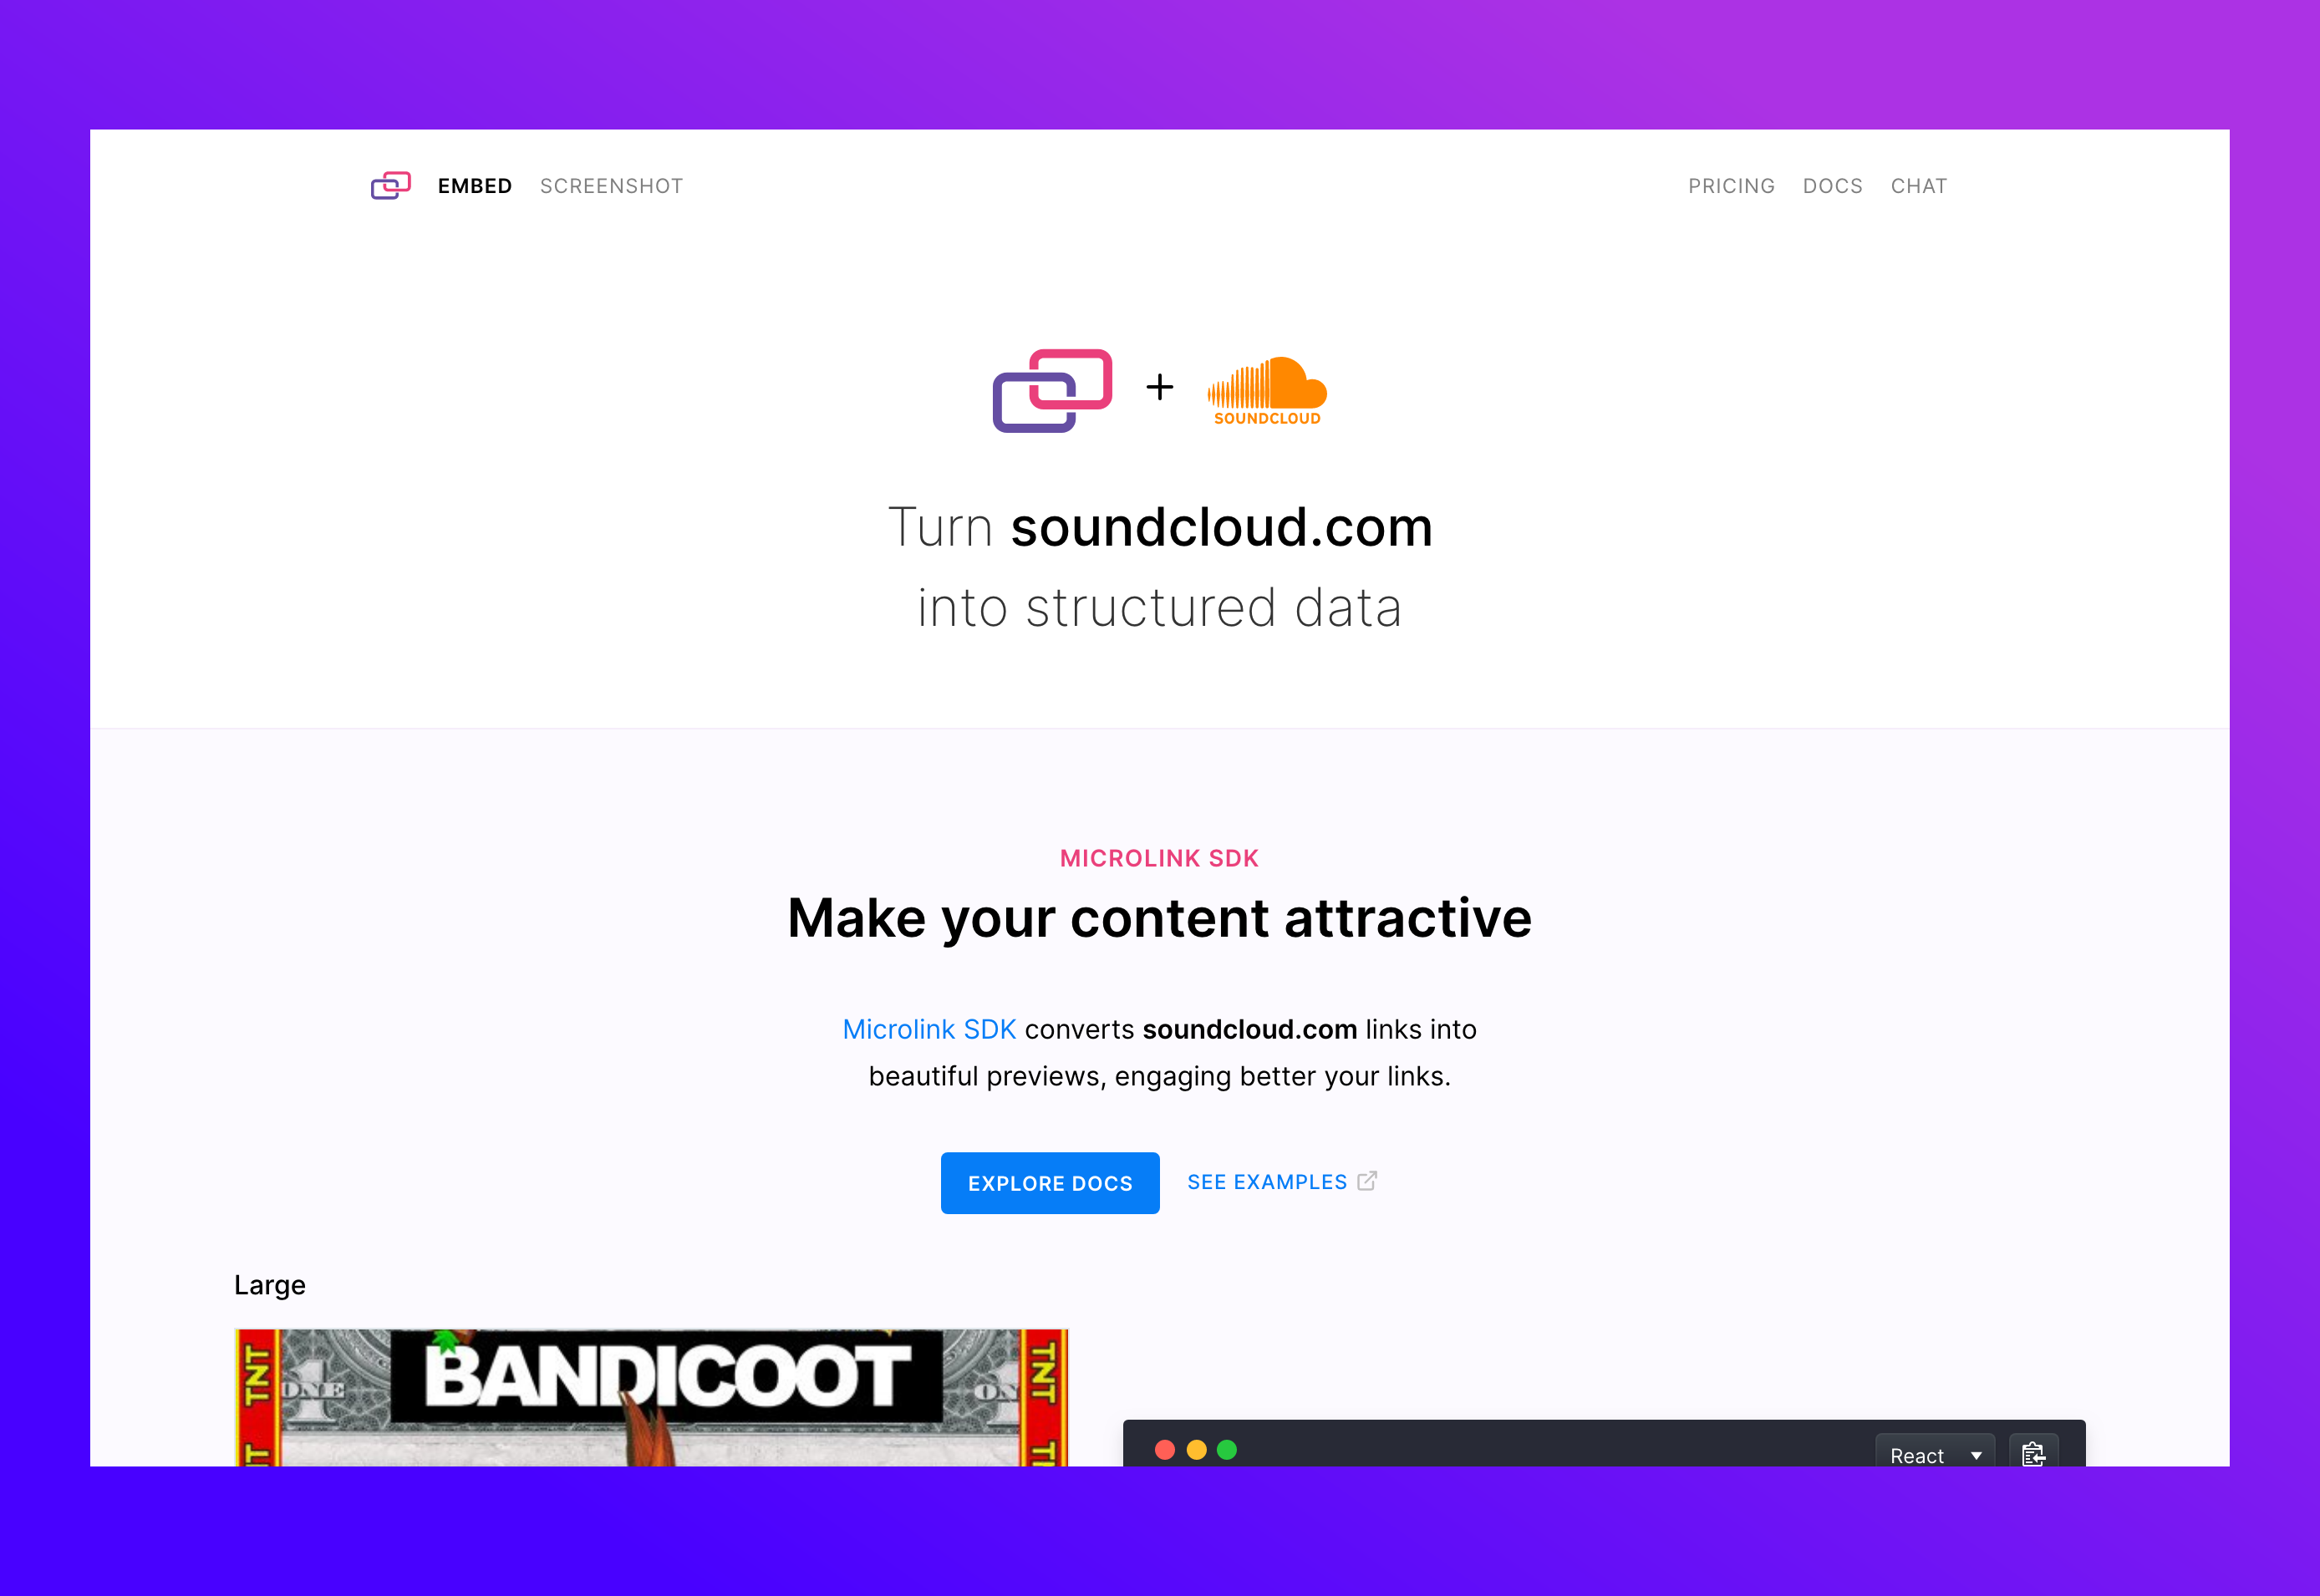 EMBED SCREENSHOT PRICING DOCS CHAT
+
SOUNDCLOUD
Turn soundcloud.com
into structured data
MICROLINK SDK
Make your content attractive
Microlink SDK converts soundcloud.com links into
beautiful previews, engaging better your links.
EXPLORE DOCS SEE EXAMPLES
Large
TNT ONE 1 BANDICOOT 1 TNT
React